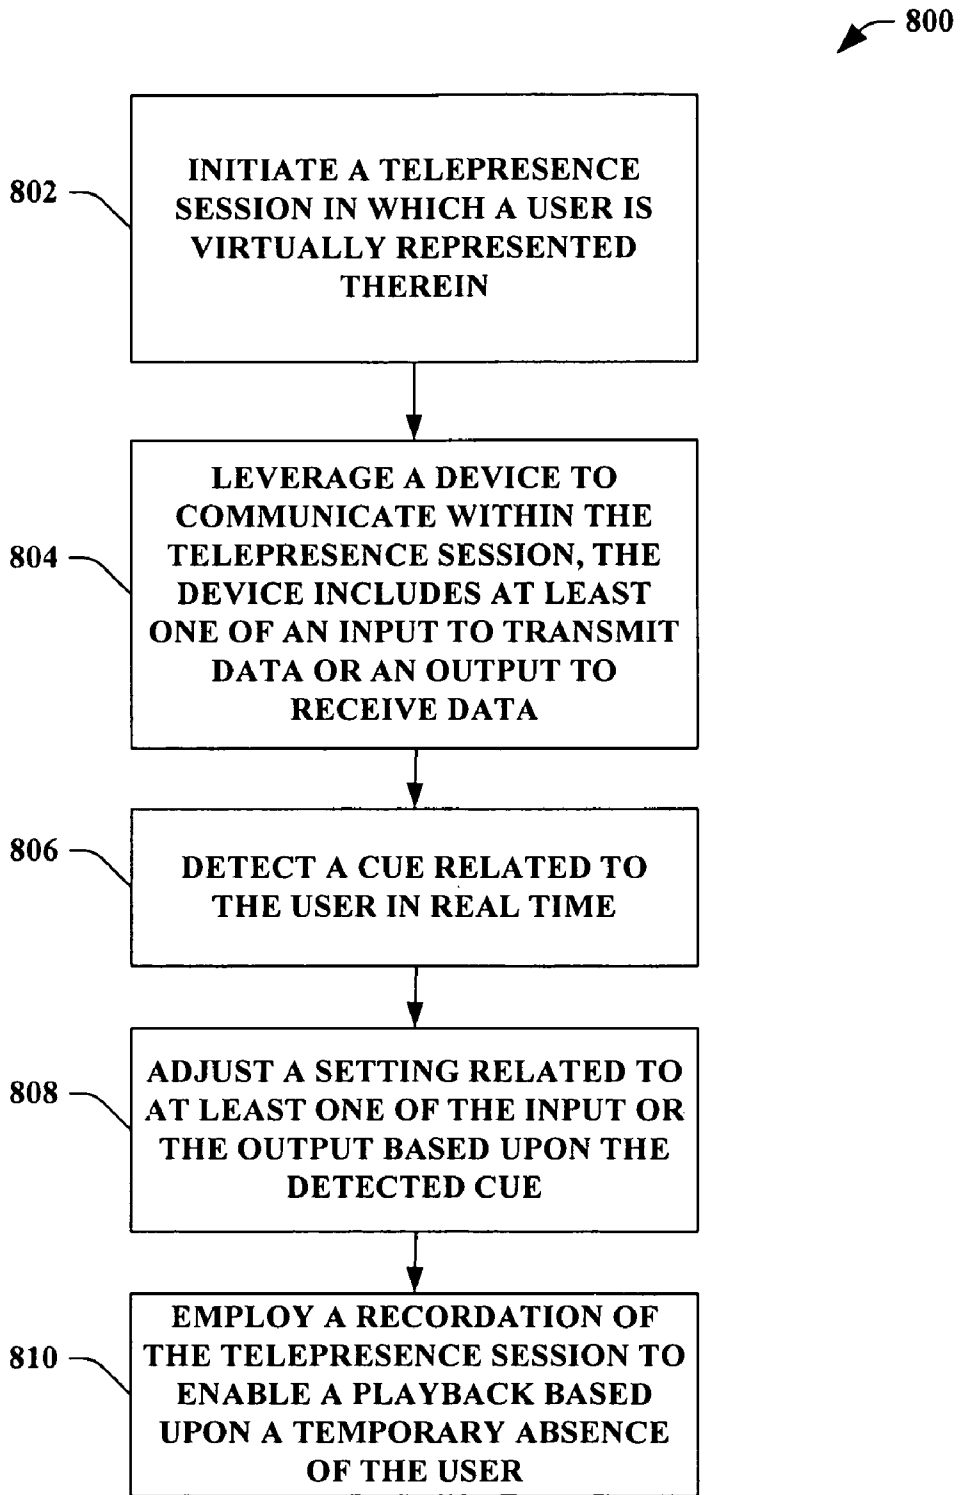 800
802
INITIATE A TELEPRESENCE
SESSION IN WHICH A USER IS
VIRTUALLY REPRESENTED
THEREIN
804
LEVERAGE A DEVICE TO
COMMUNICATE WITHIN THE
TELEPRESENCE SESSION, THE
DEVICE INCLUDES AT LEAST
ONE OF AN INPUT TO TRANSMIT
DATA OR AN OUTPUT TO
RECEIVE DATA
806
DETECT A CUE RELATED TO
THE USER IN REAL TIME
808
ADJUST A SETTING RELATED TO
AT LEAST ONE OF THE INPUT OR
THE OUTPUT BASED UPON THE
DETECTED CUE
810
EMPLOY A RECORDATION OF
THE TELEPRESENCE SESSION TO
ENABLE A PLAYBACK BASED
UPON A TEMPORARY ABSENCE
OF THE USER